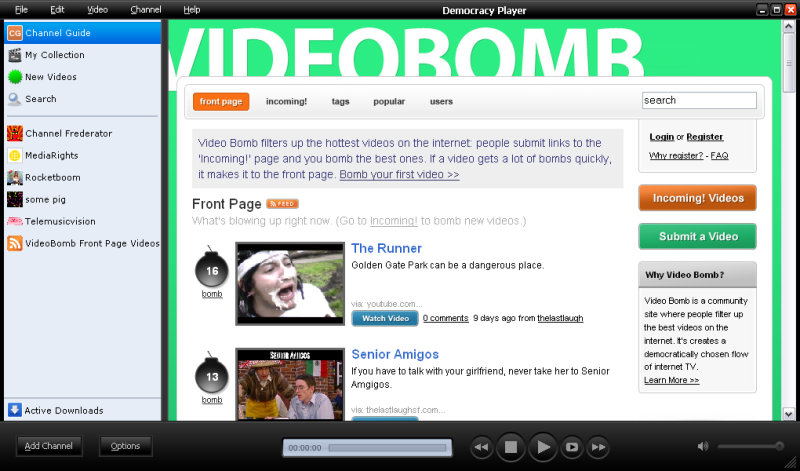 File Edit Video Channel Help
Democracy Player
CG Channel Guide
My Collection
New Videos
Search
Channel Frederator
MediaRights
Rocketboom
some pig
Telemusicvision
VideoBomb Front Page Videos
Active Downloads
VIDEOBOMB
front page incoming! tags popular users
search
Video Bomb filters up the hottest videos on the internet: people submit links to the
'Incoming!' page and you bomb the best ones. If a video gets a lot of bombs quickly,
it makes it to the front page. Bomb your first video >>
Front Page FEED
What's blowing up right now. (Go to Incoming! to bomb new videos.)
16
bomb
The Runner
Golden Gate Park can be a dangerous place.
via: youtube.com...
Watch Video 0 comments 9 days ago from thelastlaugh
13
bomb
SENIOR AMIGOS
Senior Amigos
If you have to talk with your girlfriend, never take her to Senior
Amgigos.
via: thelastlaughsf.com...
Login or Register
Why register? - FAQ
Incoming! Videos
Submit a Video
Why Video Bomb?
Video Bomb is a community
site where people filter up
the best videos on the
internet. It's creates a
democratically chosen flow
of internet TV.
Learn More >>
Add Channel Options
00:00:00